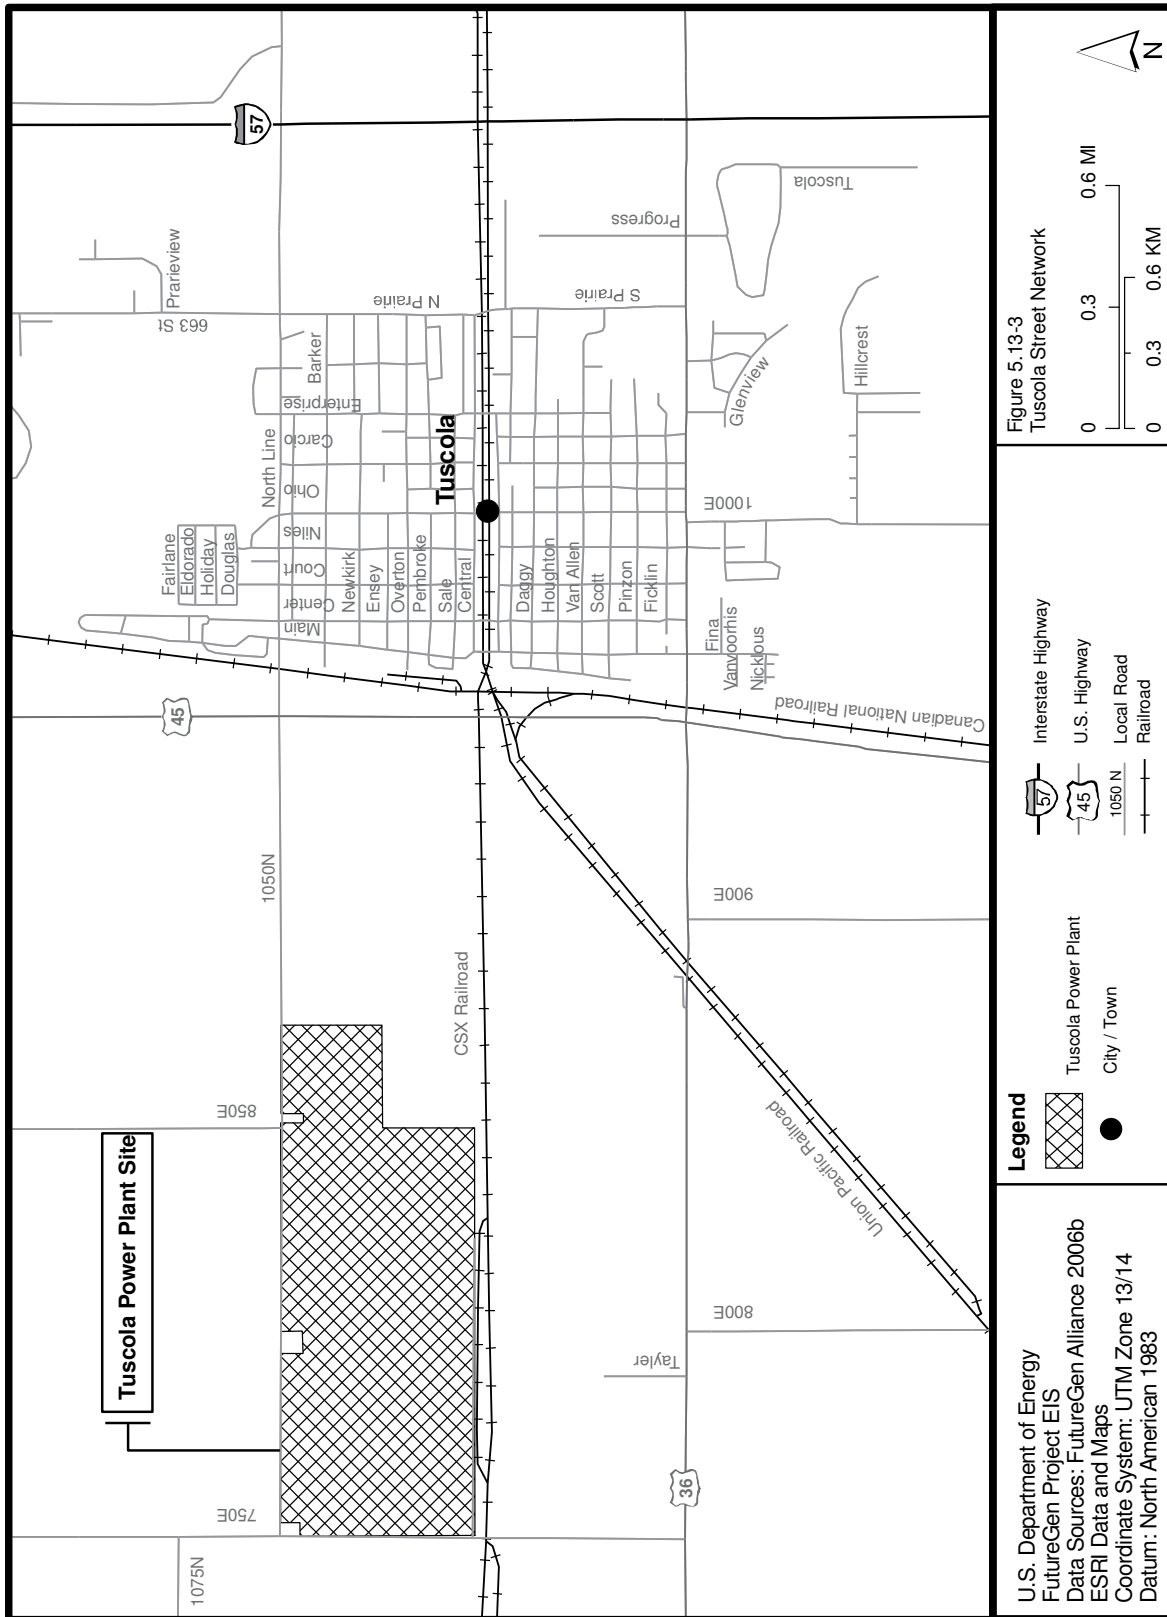 Tuscola Power Plant Site
1075N
750E
850E
1050N
45
57
Prarieview
663 St
North Line
Barker
Enterprise
Carcio
Ohio
Niles
Court
Center
Main
Fairlane
Eldorado
Holiday
Douglas
Newkirk
Ensey
Overton
Pembroke
Sale
Central
N Prairie
Tuscola
CSX Railroad
Daggy
Houghton
Van Allen
Scott
Pinzon
Ficklin
S Prairie
Progress
Tuscola
Tayler
36
800E
900E
1000E
Union Pacific Railroad
Canadian National Railroad
Fina
Vanvoorhis
Nicklous
Glenview
Hillcrest
U.S. Department of Energy
FutureGen Project EIS
Data Sources: FutureGen Alliance 2006b
ESRI Data and Maps
Coordinate System: UTM Zone 13/14
Datum: North American 1983
Legend
Tuscola Power Plant
City / Town
57 Interstate Highway
45 U.S. Highway
1050 N Local Road
Railroad
Figure 5.13-3
Tuscola Street Network
0 0.3 0.6 MI
0 0.3 0.6 KM
N